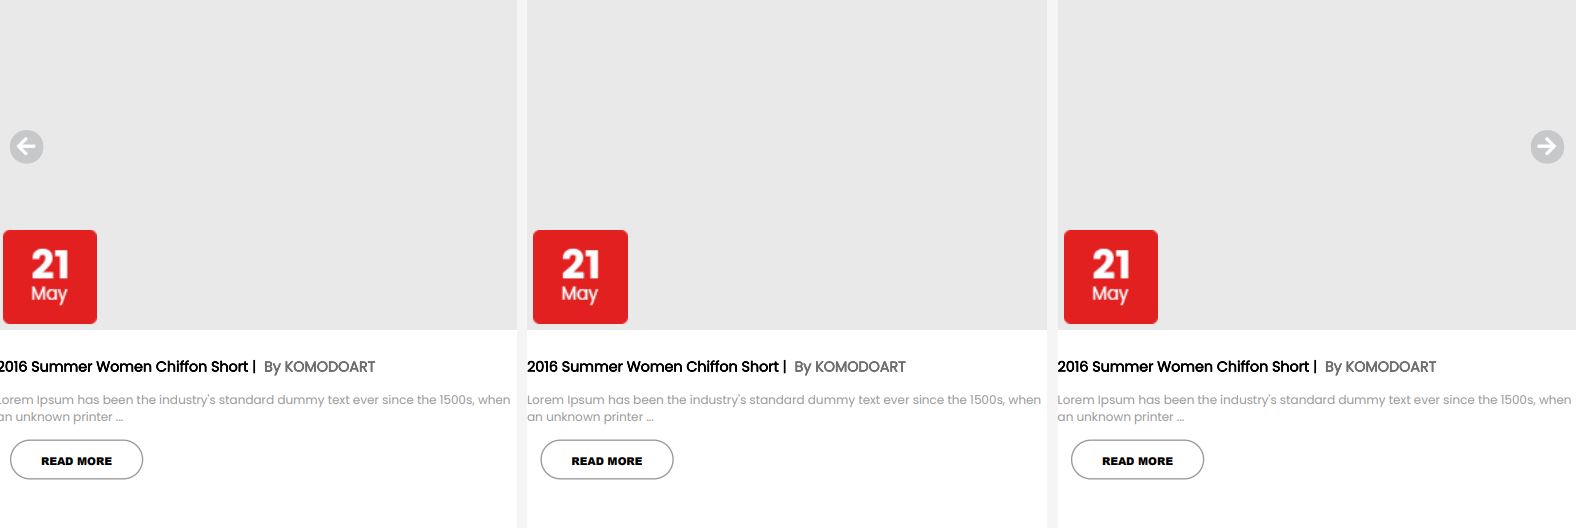 21
May
2016 Summer Women Chiffon Short | By KOMODOART
Lorem Ipsum has been the industry's standard dummy text ever since the 1500s, when
an unknown printer ...
READ MORE
21
May
2016 Summer Women Chiffon Short | By KOMODOART
Lorem Ipsum has been the industry's standard dummy text ever since the 1500s, when
an unknown printer ...
READ MORE
21
May
2016 Summer Women Chiffon Short | By KOMODOART
Lorem Ipsum has been the industry's standard dummy text ever since the 1500s, when
an unknown printer ...
READ MORE